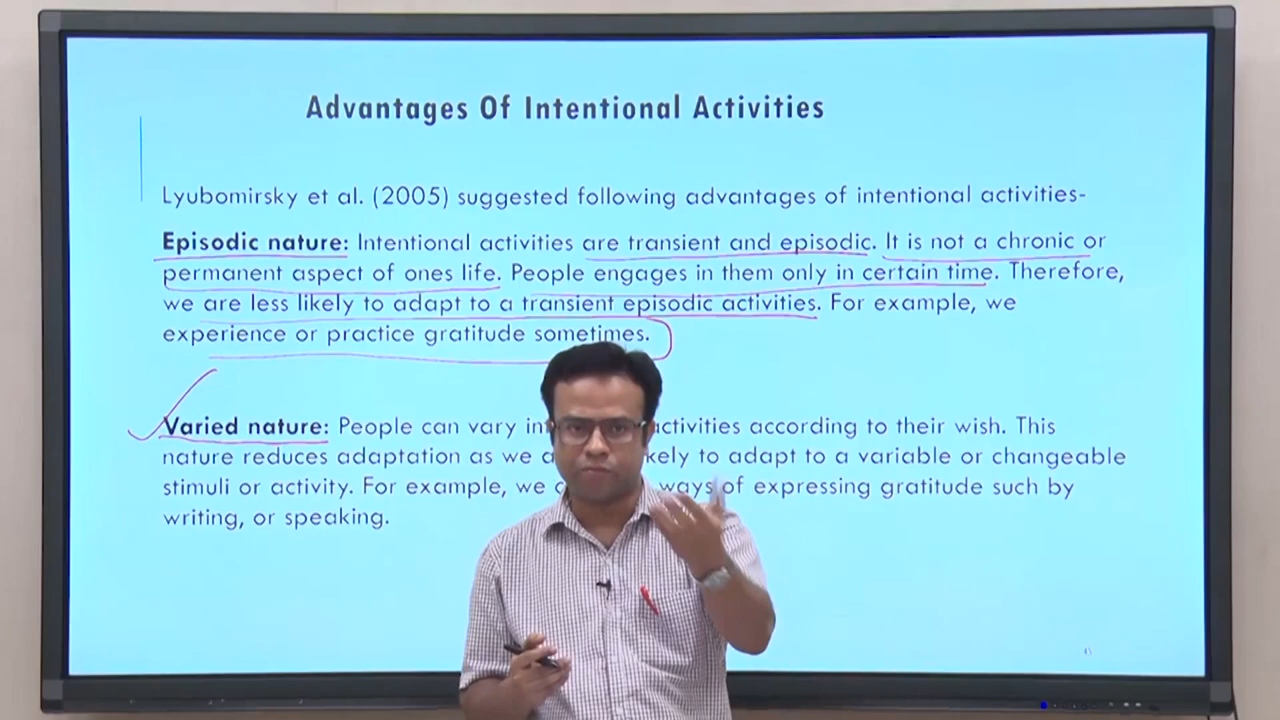 Advantages Of Intentional Activities
Lyubomirsky et al. (2005) suggested following advantages of intentional activities-
Episodic nature: Intentional activities are transient and episodic. It is not a chronic or
permanent aspect of ones life. People engages in them only in certain time. Therefore,
we are less likely to adapt to a transient episodic activities. For example, we
experience or practice gratitude sometimes.
Varied nature: People can vary activities according to their wish. This
nature reduces adaptation as we to adapt to a variable or changeable
stimuli or activity. For example, we ways of expressing gratitude such by
writing, or speaking.